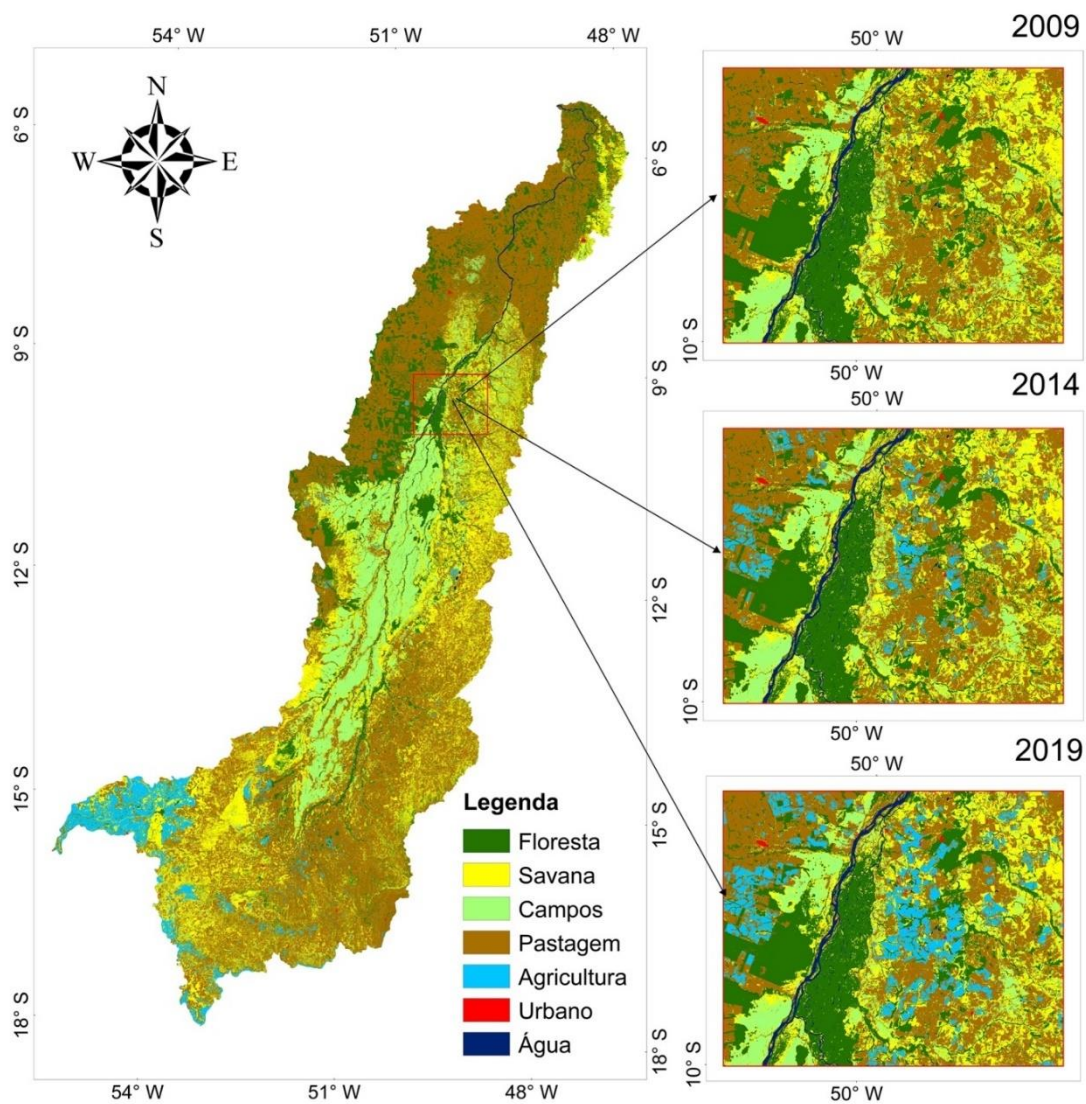 54° W
51° W
48° W
N
W
E
S
6° S
9° S
12° S
15° S
18° S
6° S
9° S
12° S
15° S
18° S
54° W
51° W
48° W
Legenda
Floresta
Savana
Campos
Pastagem
Agricultura
Urbano
Água
2009
50° W
10° S
50° W
2014
50° W
10° S
50° W
2019
50° W
10° S
50° W